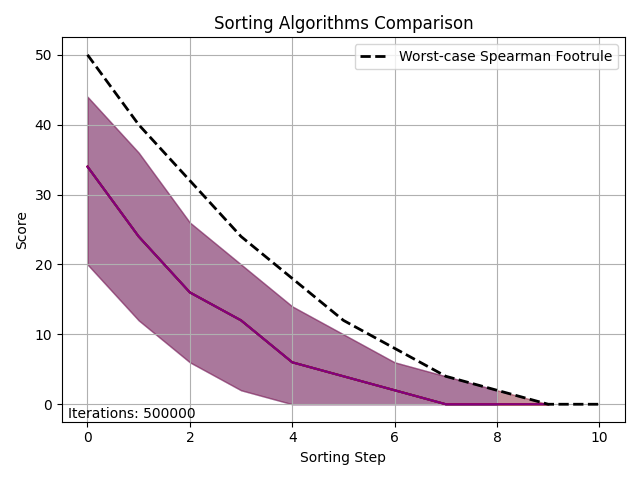 Sorting Algorithms Comparison
Worst-case Spearman Footrule
Score
50
40
30
20
10
0
Iterations: 500000
0 2 4 6 8 10
Sorting Step